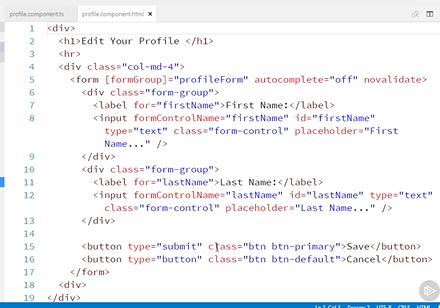 profile.component.ts profile.component.html
1 <div>
2 <h1>Edit Your Profile </h1>
3 <hr>
4 <div class="col-md-4">
5 <form [formGroup]="profileForm" autocomplete="off" novalidate>
6 <div class="form-group">
7 <label for="firstName">First Name:</label>
8 <input formControlName="firstName" id="firstName"
type="text" class="form-control" placeholder="First
Name..." />
9 </div>
10 <div class="form-group">
11 <label for="lastName">Last Name:</label>
12 <input formControlName="lastName" id="lastName" type="text"
class="form-control" placeholder="Last Name..." />
13 </div>
14
15 <button type="submit" class="btn btn-primary">Save</button>
16 <button type="button" class="btn btn-default">Cancel</button>
17 </form>
18 <div>
19 </div>
Ln 1, Col 1 Spaces: 2 UTF-8 CRLF HTML